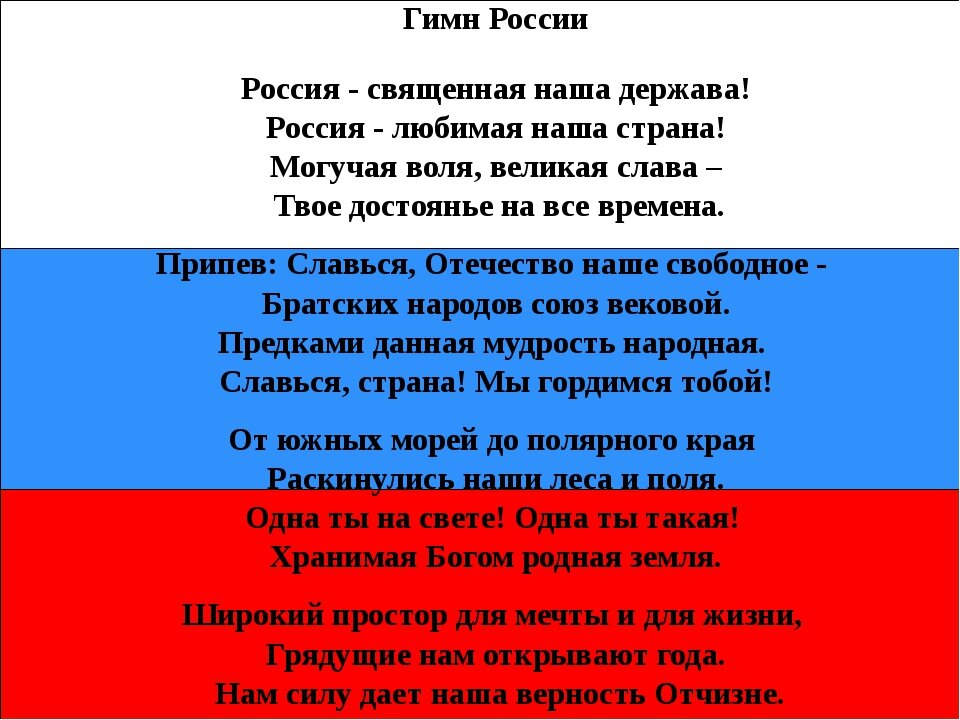 Гимн России
Россия - священная наша держава!
Россия - любимая наша страна!
Могучая воля, великая слава –
Твое достоянье на все времена.
Припев: Славься, Отечество наше свободное -
Братских народов союз вековой.
Предками данная мудрость народная.
Славься, страна! Мы гордимся тобой!
От южных морей до полярного края
Раскинулись наши леса и поля.
Одна ты на свете! Одна ты такая!
Хранимая Богом родная земля.
Широкий простор для мечты и для жизни,
Грядущие нам открывают года.
Нам силу дает наша верность Отчизне.